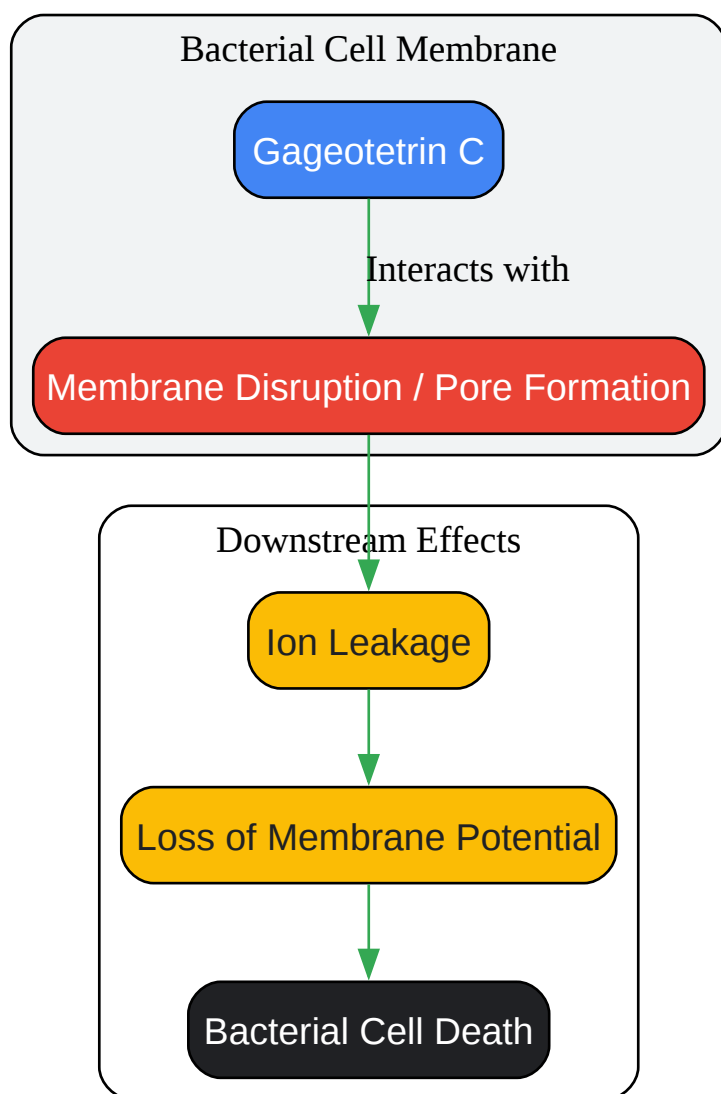 Bacterial Cell Membrane
Gageotetrin C
Interacts with
Membrane Disruption / Pore Formation
Downstream Effects
Ion Leakage
Loss of Membrane Potential
Bacterial Cell Death